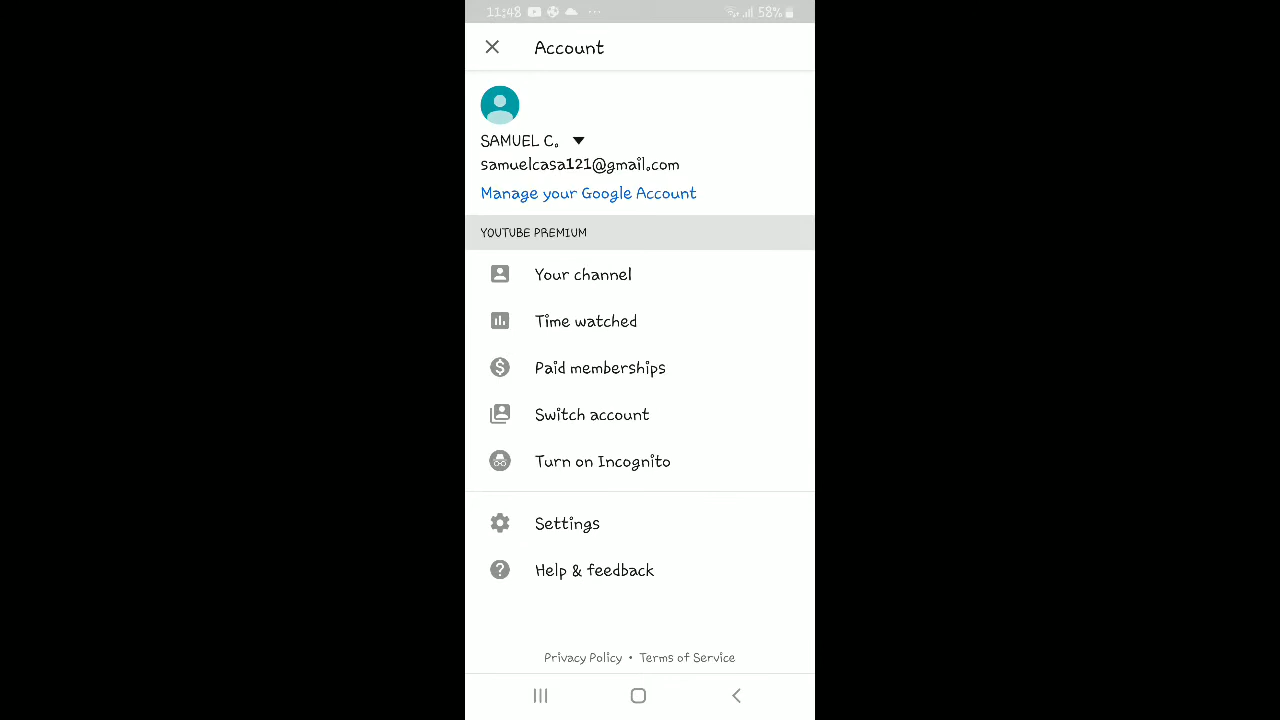 11:48 58%
Account
SAMUEL C.
samuelcasa121@gmail.com
Manage your Google Account
YOUTUBE PREMIUM
Your channel
Time watched
Paid memberships
Switch account
Turn on Incognito
Settings
Help & feedback
Privacy Policy • Terms of Service